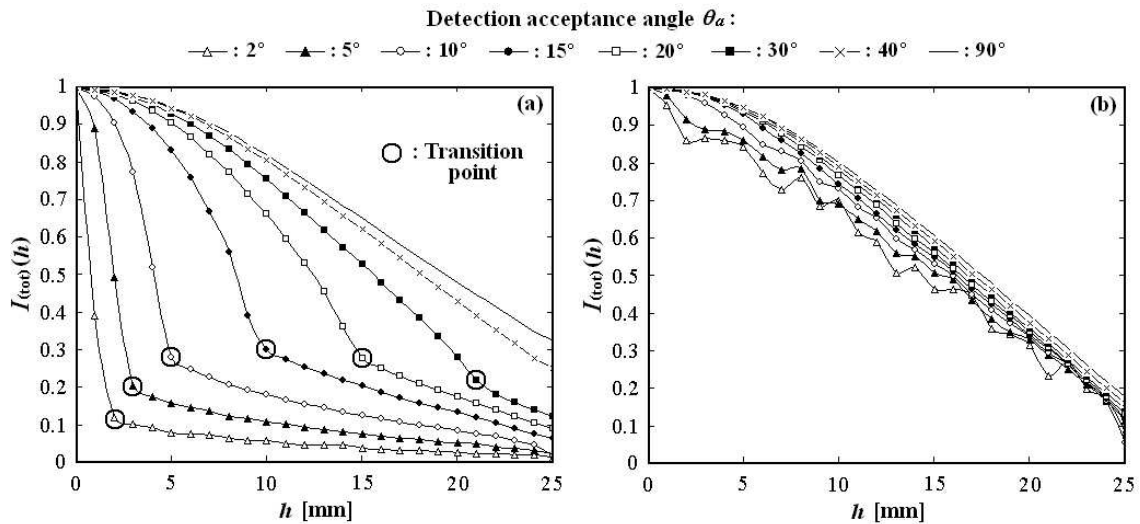 Detection acceptance angle θa:
: 2° : 5° : 10° : 15° : 20° : 30° : 40° : 90°
(a)
1
0.9
0.8
0.7
0.6
0.5
0.4
0.3
0.2
0.1
0
I(tot)(h)
: Transition
point
0 5 10 15 20 25
h [mm]
(b)
1
0.9
0.8
0.7
0.6
0.5
0.4
0.3
0.2
0.1
0
I(tot)(h)
0 5 10 15 20 25
h [mm]